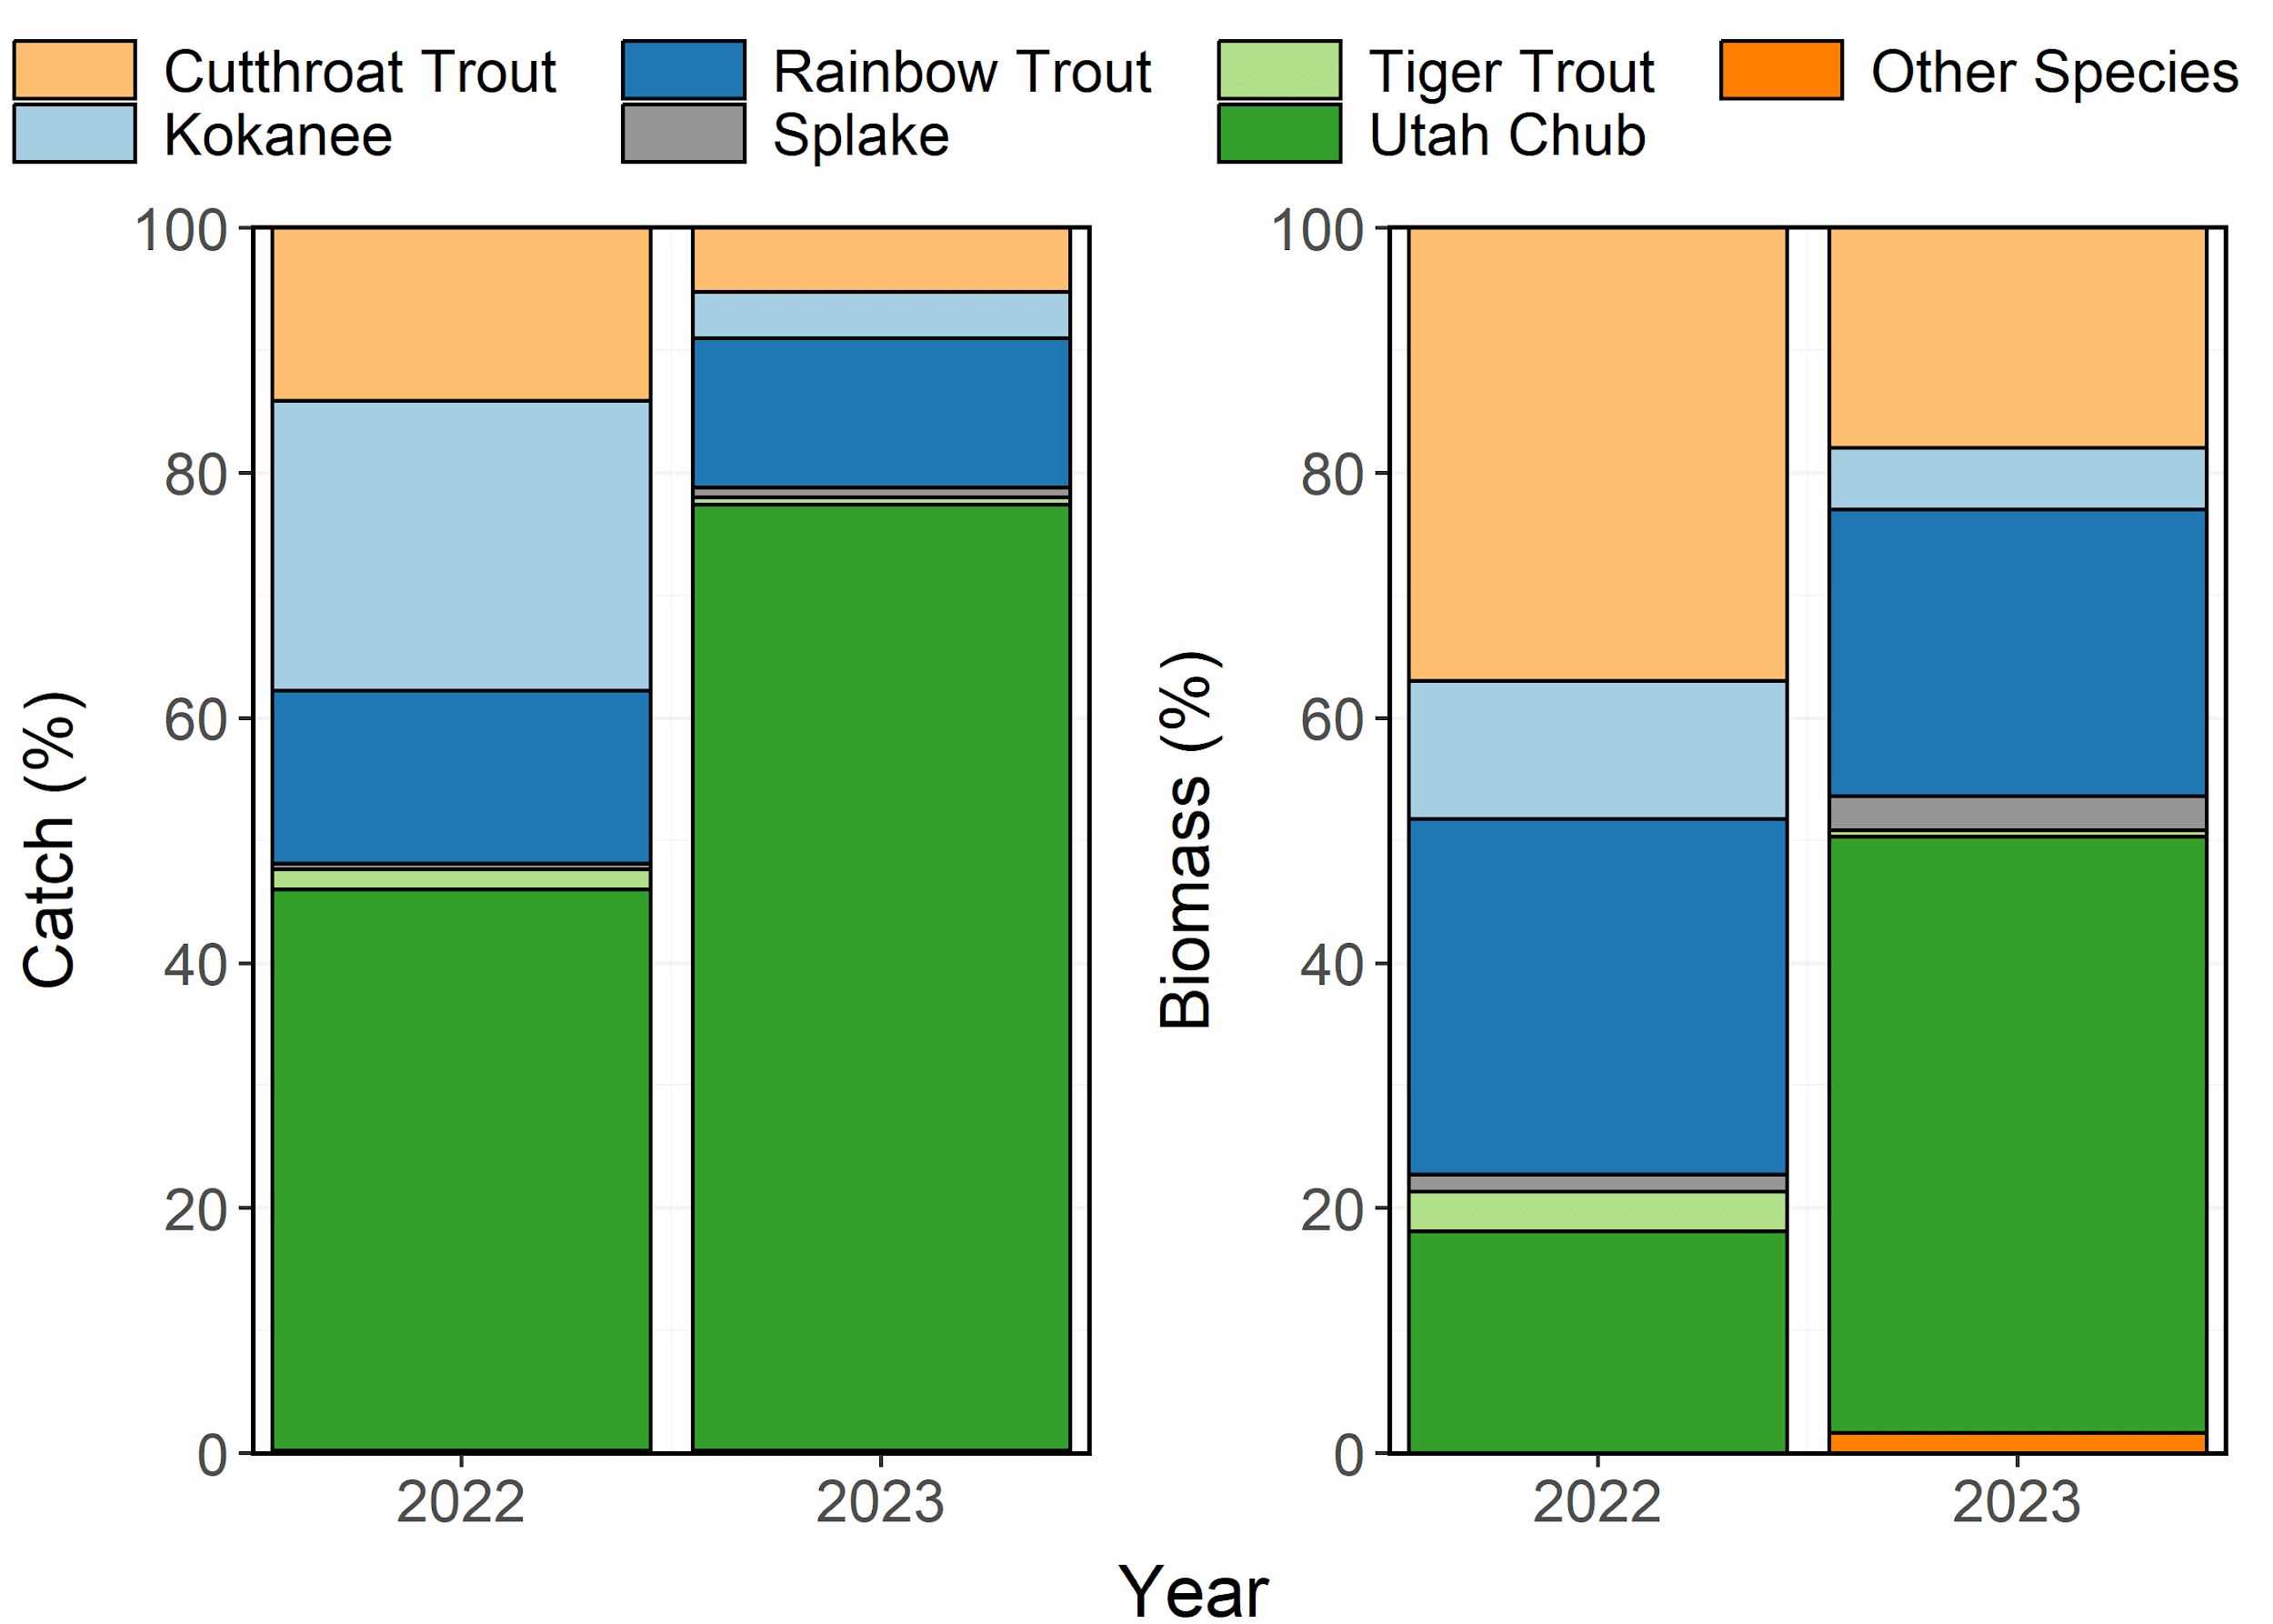 Cutthroat Trout Rainbow Trout Tiger Trout Other Species
Kokanee Splake Utah Chub
Catch (%)
100
80
60
40
20
0
2022 2023
Biomass (%)
100
80
60
40
20
0
2022 2023
Year